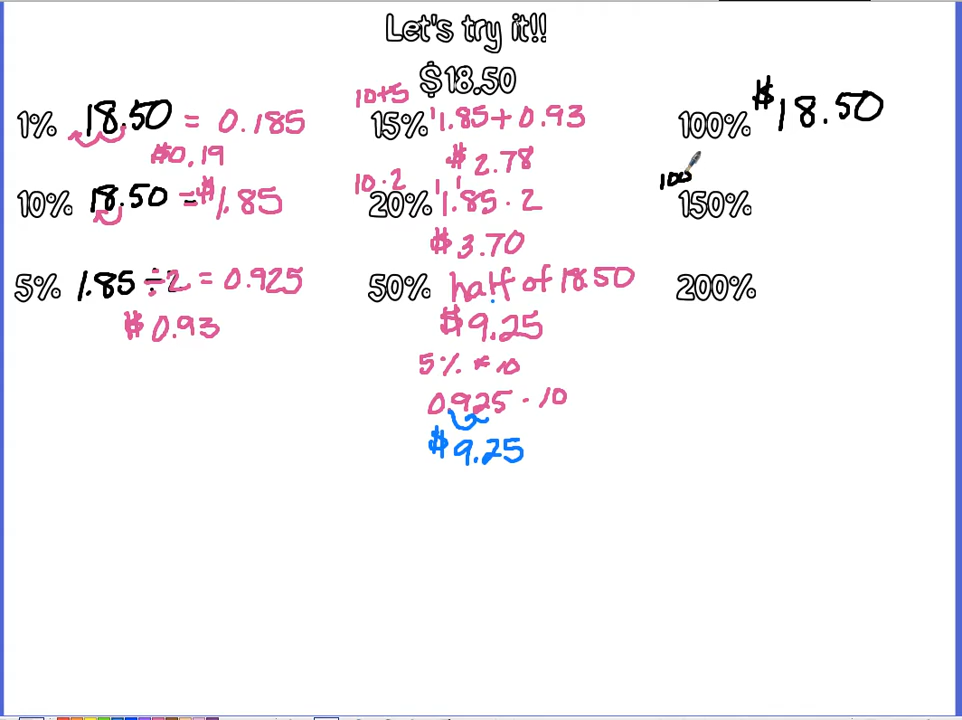 Let's try it!!
$18.50
1% 18.50 = 0.185
$0.19
10% 18.50 = $1.85
5% 1.85 ÷ 2 = 0.925
$0.93
10+5
15% 1.85 + 0.93
$2.78
10·2
20% 1.85 · 2
$3.70
50% half of 18.50
$9.25
5% * 10
0.925 · 10
$9.25
100% $18.50
100
150%
200%